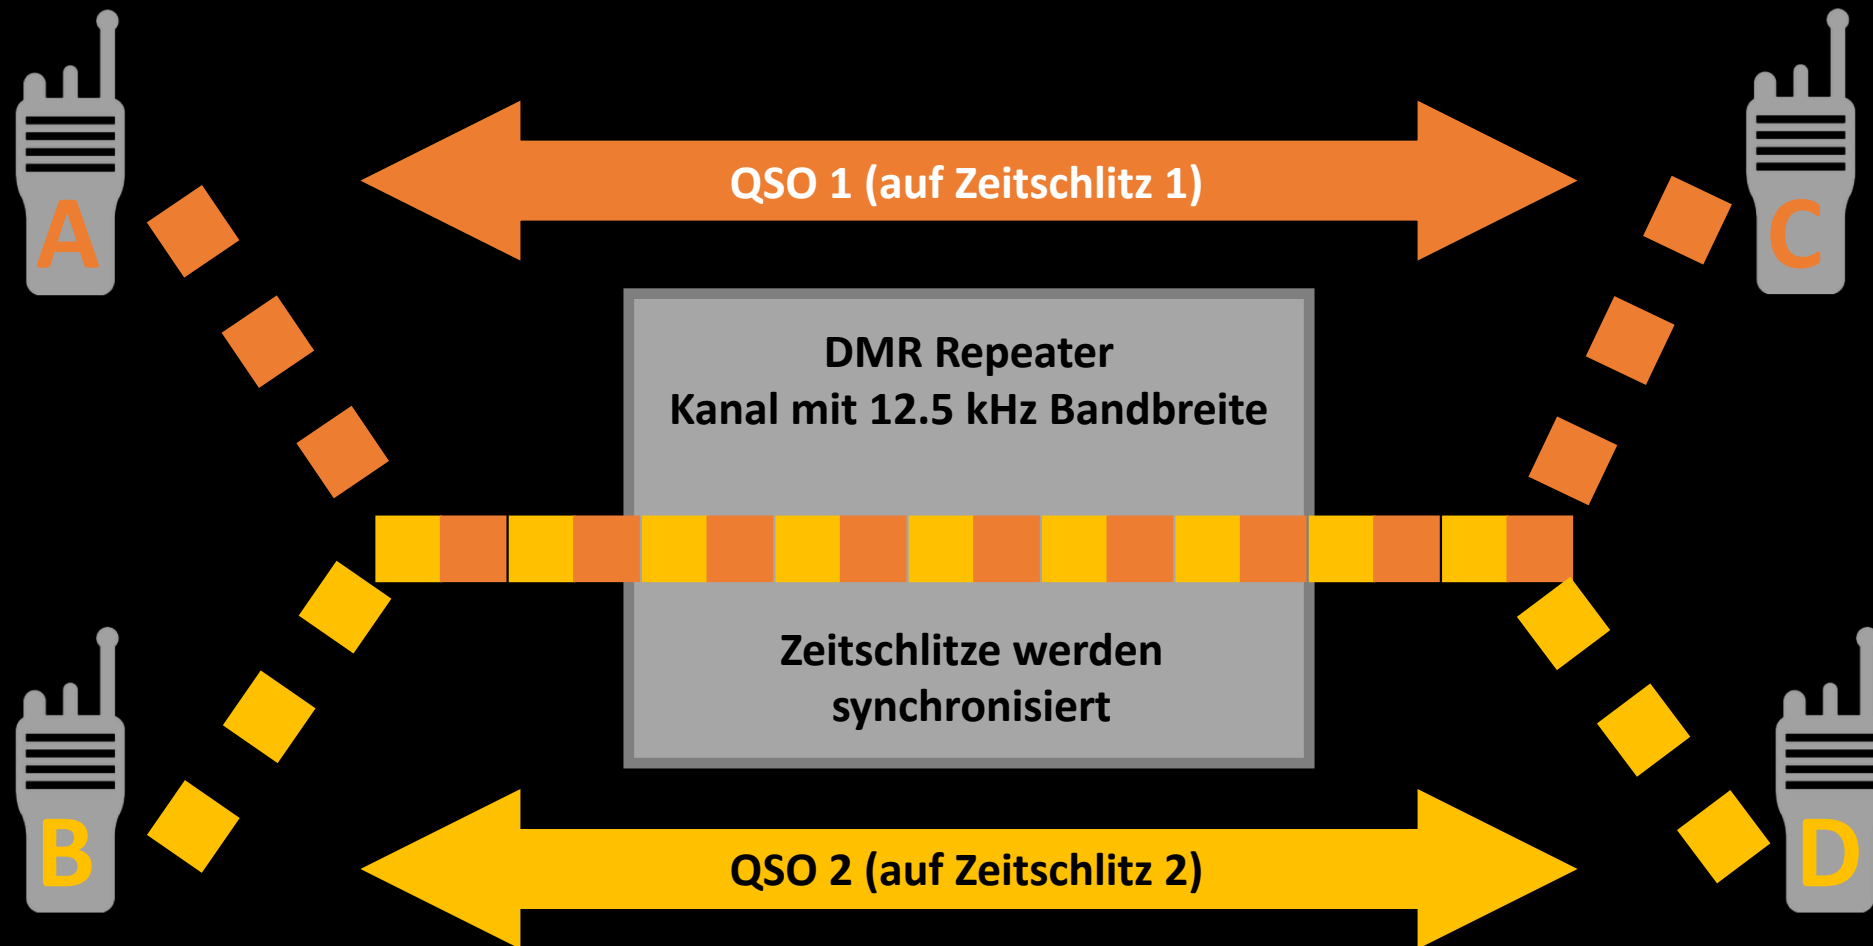 A
C
QSO 1 (auf Zeitschlitz 1)
DMR Repeater
Kanal mit 12.5 kHz Bandbreite
Zeitschlitze werden
synchronisiert
B
D
QSO 2 (auf Zeitschlitz 2)